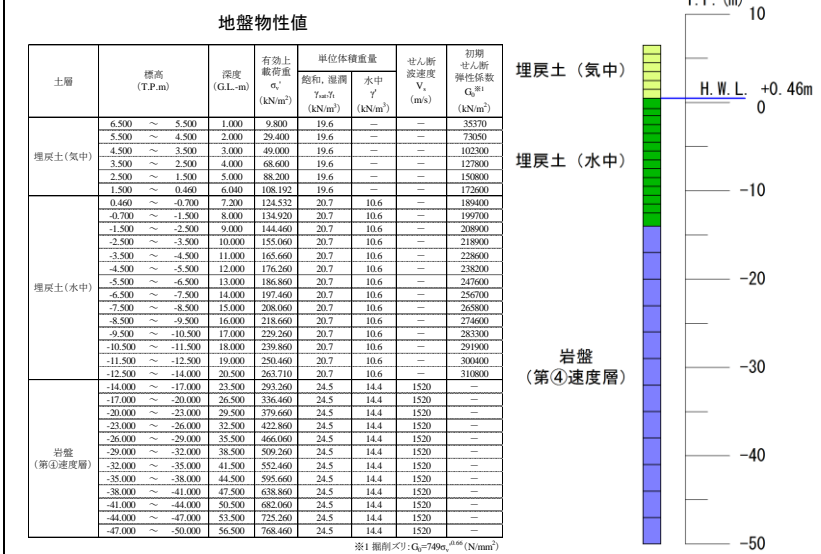 地盤物性値
土層 標高 (T.P.m) 深度 (G.L.-m) 有効上載荷重 σv' (kN/m²) 単位体積重量 飽和, 湿潤 γsat,γt (kN/m³) 水中 γ' (kN/m³) せん断波速度 Vs (m/s) 初期せん断弾性係数 G0※1 (kN/m²)
埋戻土(気中)
6.500 ～ 5.500 1.000 9.800 19.6 － － 35370
5.500 ～ 4.500 2.000 29.400 19.6 － － 73050
4.500 ～ 3.500 3.000 49.000 19.6 － － 102300
3.500 ～ 2.500 4.000 68.600 19.6 － － 127800
2.500 ～ 1.500 5.000 88.200 19.6 － － 150800
1.500 ～ 0.460 6.040 108.192 19.6 － － 172600
埋戻土(水中)
0.460 ～ -0.700 7.200 124.532 20.7 10.6 － 189400
-0.700 ～ -1.500 8.000 134.920 20.7 10.6 － 199700
-1.500 ～ -2.500 9.000 144.460 20.7 10.6 － 208900
-2.500 ～ -3.500 10.000 155.060 20.7 10.6 － 218900
-3.500 ～ -4.500 11.000 165.660 20.7 10.6 － 228600
-4.500 ～ -5.500 12.000 176.260 20.7 10.6 － 238200
-5.500 ～ -6.500 13.000 186.860 20.7 10.6 － 247600
-6.500 ～ -7.500 14.000 197.460 20.7 10.6 － 256700
-7.500 ～ -8.500 15.000 208.060 20.7 10.6 － 265800
-8.500 ～ -9.500 16.000 218.660 20.7 10.6 － 274600
-9.500 ～ -10.500 17.000 229.260 20.7 10.6 － 283300
-10.500 ～ -11.500 18.000 239.860 20.7 10.6 － 291900
-11.500 ～ -12.500 19.000 250.460 20.7 10.6 － 300400
-12.500 ～ -14.000 20.500 263.710 20.7 10.6 － 310800
岩盤
(第④速度層)
-14.000 ～ -17.000 23.500 293.260 24.5 14.4 1520 －
-17.000 ～ -20.000 26.500 336.460 24.5 14.4 1520 －
-20.000 ～ -23.000 29.500 379.660 24.5 14.4 1520 －
-23.000 ～ -26.000 32.500 422.860 24.5 14.4 1520 －
-26.000 ～ -29.000 35.500 466.060 24.5 14.4 1520 －
-29.000 ～ -32.000 38.500 509.260 24.5 14.4 1520 －
-32.000 ～ -35.000 41.500 552.460 24.5 14.4 1520 －
-35.000 ～ -38.000 44.500 595.660 24.5 14.4 1520 －
-38.000 ～ -41.000 47.500 638.860 24.5 14.4 1520 －
-41.000 ～ -44.000 50.500 682.060 24.5 14.4 1520 －
-44.000 ～ -47.000 53.500 725.260 24.5 14.4 1520 －
-47.000 ～ -50.000 56.500 768.460 24.5 14.4 1520 －
※1 掘削ズリ:G0=749σv'^0.66 (N/mm²)
(m)
10
埋戻土（気中）
H.W.L. +0.46m
0
埋戻土（水中）
-10
-20
岩盤
（第④速度層）
-30
-40
-50